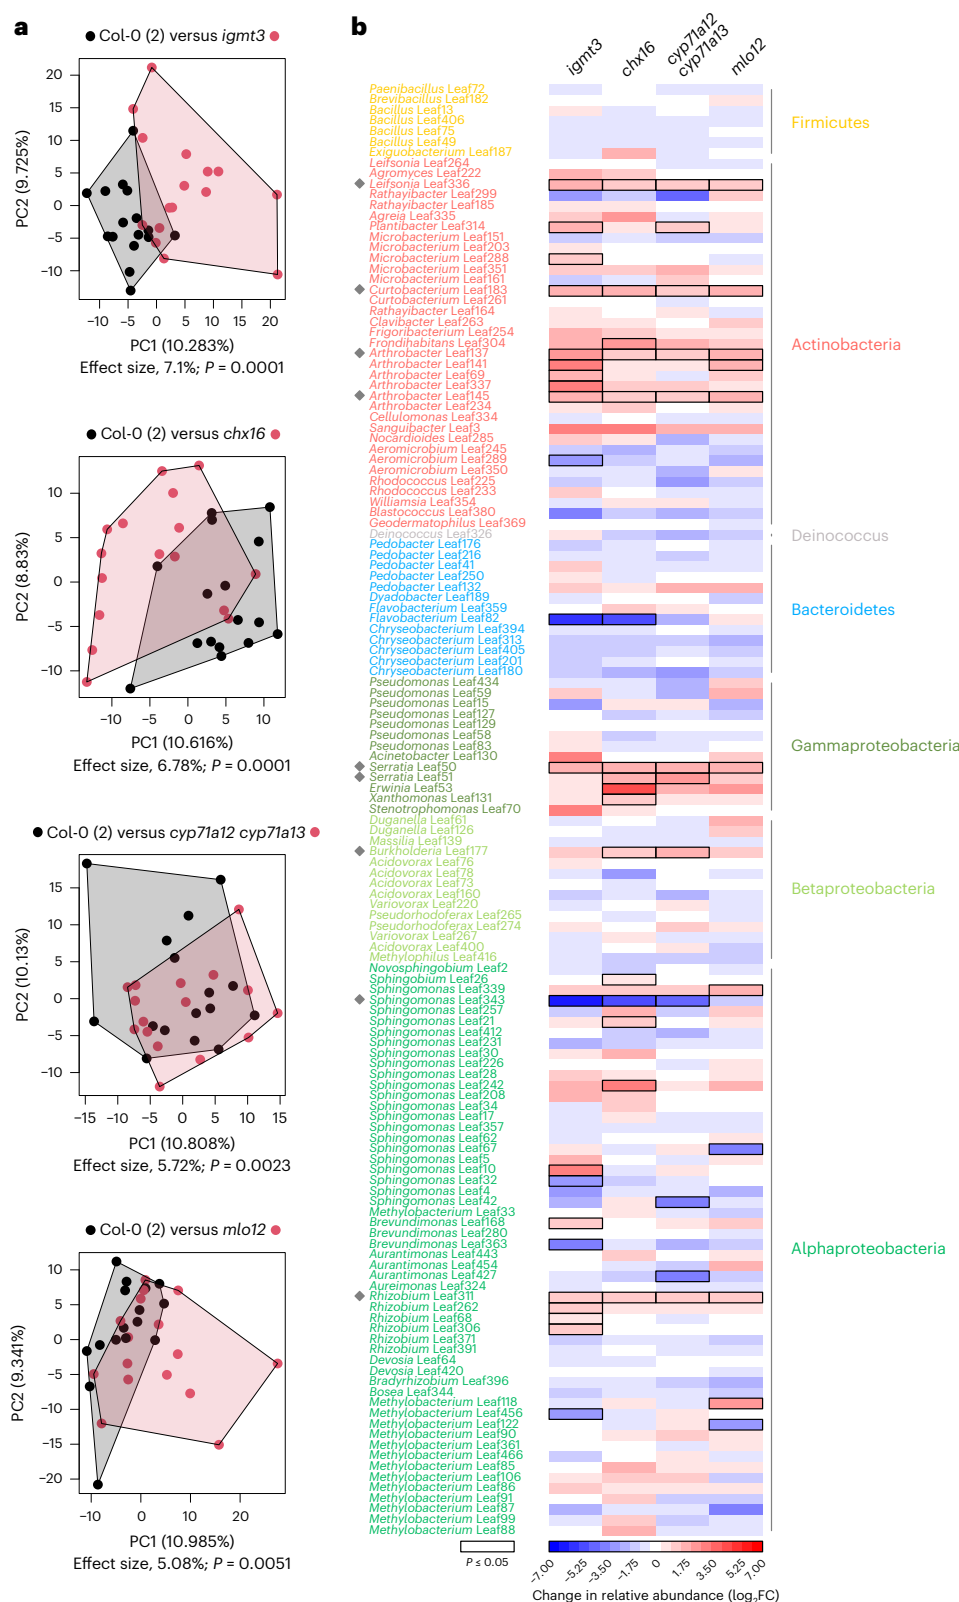 a
Col-0 (2) versus igmt3
PC2 (9.725%)
20
15
10
5
0
−5
−10
−10 −5 0 5 10 15 20
PC1 (10.283%)
Effect size, 7.1%; P = 0.0001
Col-0 (2) versus chx16
PC2 (8.83%)
10
5
0
−5
−10
−10 −5 0 5 10
PC1 (10.616%)
Effect size, 6.78%; P = 0.0001
Col-0 (2) versus cyp71a12 cyp71a13
PC2 (10.13%)
15
10
5
0
−5
−10
−15 −10 −5 0 5 10 15
PC1 (10.808%)
Effect size, 5.72%; P = 0.0023
Col-0 (2) versus mlo12
PC2 (9.341%)
10
5
0
−5
−10
−15
−20
−10 0 10 20
PC1 (10.985%)
Effect size, 5.08%; P = 0.0051
b
igmt3
chx16
cyp71a12
cyp71a13
mlo12
Paenibacillus Leaf72
Brevibacillus Leaf182
Bacillus Leaf13
Bacillus Leaf406
Bacillus Leaf75
Bacillus Leaf49
Exiguobacterium Leaf187
Leifsonia Leaf264
Agromyces Leaf222
Leifsonia Leaf336
Rathayibacter Leaf299
Rathayibacter Leaf185
Agreia Leaf335
Plantibacter Leaf314
Microbacterium Leaf151
Microbacterium Leaf203
Microbacterium Leaf288
Microbacterium Leaf351
Microbacterium Leaf161
Curtobacterium Leaf183
Curtobacterium Leaf261
Rathayibacter Leaf164
Clavibacter Leaf263
Frigoribacterium Leaf254
Frondihabitans Leaf304
Arthrobacter Leaf137
Arthrobacter Leaf141
Arthrobacter Leaf69
Arthrobacter Leaf337
Arthrobacter Leaf145
Arthrobacter Leaf234
Cellulomonas Leaf334
Sanguibacter Leaf3
Nocardioides Leaf285
Aeromicrobium Leaf245
Aeromicrobium Leaf289
Aeromicrobium Leaf350
Rhodococcus Leaf225
Rhodococcus Leaf233
Williamsia Leaf354
Blastococcus Leaf380
Geodermatophilus Leaf369
Deinococcus Leaf326
Pedobacter Leaf176
Pedobacter Leaf216
Pedobacter Leaf41
Pedobacter Leaf250
Pedobacter Leaf132
Dyadobacter Leaf189
Flavobacterium Leaf359
Flavobacterium Leaf82
Chryseobacterium Leaf394
Chryseobacterium Leaf313
Chryseobacterium Leaf405
Chryseobacterium Leaf201
Chryseobacterium Leaf180
Pseudomonas Leaf434
Pseudomonas Leaf59
Pseudomonas Leaf15
Pseudomonas Leaf127
Pseudomonas Leaf129
Pseudomonas Leaf58
Pseudomonas Leaf83
Acinetobacter Leaf130
Serratia Leaf50
Serratia Leaf51
Erwinia Leaf53
Xanthomonas Leaf131
Stenotrophomonas Leaf70
Duganella Leaf61
Duganella Leaf126
Massilia Leaf139
Burkholderia Leaf177
Acidovorax Leaf76
Acidovorax Leaf78
Acidovorax Leaf73
Acidovorax Leaf160
Variovorax Leaf220
Pseudorhodoferax Leaf265
Pseudorhodoferax Leaf274
Variovorax Leaf267
Acidovorax Leaf400
Methylophilus Leaf416
Novosphingobium Leaf2
Sphingobium Leaf26
Sphingomonas Leaf339
Sphingomonas Leaf343
Sphingomonas Leaf257
Sphingomonas Leaf21
Sphingomonas Leaf412
Sphingomonas Leaf231
Sphingomonas Leaf30
Sphingomonas Leaf226
Sphingomonas Leaf28
Sphingomonas Leaf242
Sphingomonas Leaf208
Sphingomonas Leaf34
Sphingomonas Leaf17
Sphingomonas Leaf357
Sphingomonas Leaf62
Sphingomonas Leaf67
Sphingomonas Leaf5
Sphingomonas Leaf10
Sphingomonas Leaf32
Sphingomonas Leaf4
Sphingomonas Leaf42
Methylobacterium Leaf33
Brevundimonas Leaf168
Brevundimonas Leaf280
Brevundimonas Leaf363
Aurantimonas Leaf443
Aurantimonas Leaf454
Aurantimonas Leaf427
Aureimonas Leaf324
Rhizobium Leaf311
Rhizobium Leaf262
Rhizobium Leaf68
Rhizobium Leaf306
Rhizobium Leaf371
Rhizobium Leaf391
Devosia Leaf64
Devosia Leaf420
Bradyrhizobium Leaf396
Bosea Leaf344
Methylobacterium Leaf118
Methylobacterium Leaf456
Methylobacterium Leaf122
Methylobacterium Leaf90
Methylobacterium Leaf361
Methylobacterium Leaf466
Methylobacterium Leaf85
Methylobacterium Leaf106
Methylobacterium Leaf86
Methylobacterium Leaf91
Methylobacterium Leaf87
Methylobacterium Leaf99
Methylobacterium Leaf88
Firmicutes
Actinobacteria
Deinococcus
Bacteroidetes
Gammaproteobacteria
Betaproteobacteria
Alphaproteobacteria
P ≤ 0.05
−7.00 −5.25 −3.50 −1.75 0 1.75 3.50 5.25 7.00
Change in relative abundance (log₂FC)